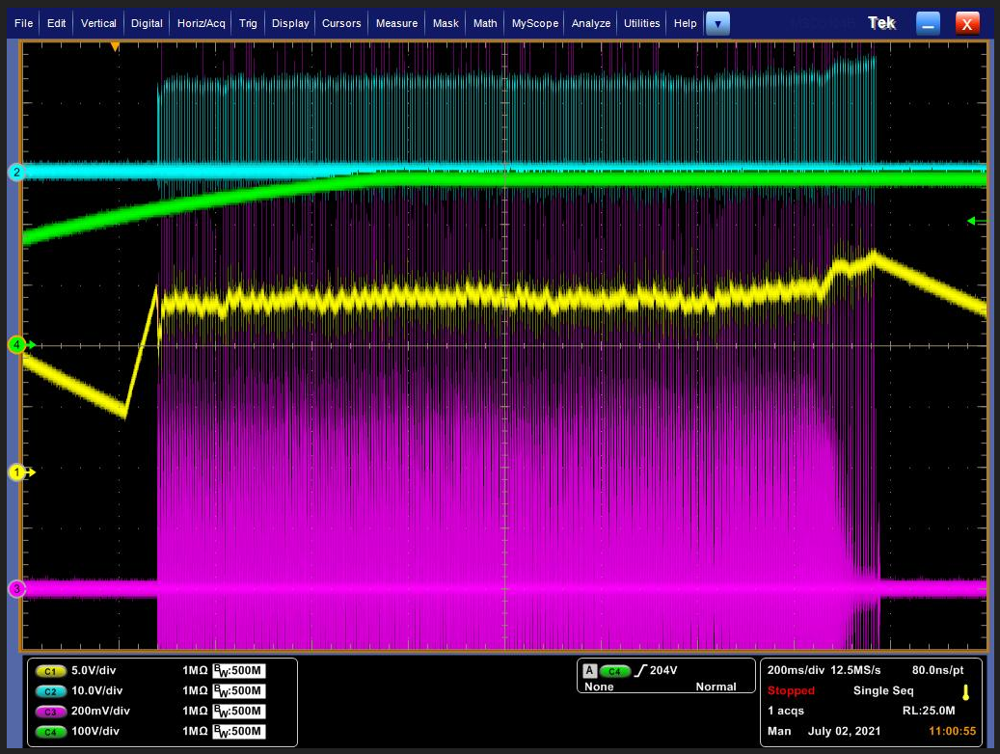 File Edit Vertical Digital Horiz/Acq Trig Display Cursors Measure Mask Math MyScope Analyze Utilities Help Tek X
2
4
1
3
C1 5.0V/div 1MΩ BW:500M
C2 10.0V/div 1MΩ BW:500M
C3 200mV/div 1MΩ BW:500M
C4 100V/div 1MΩ BW:500M
A C4 204V
None Normal
200ms/div 12.5MS/s 80.0ns/pt
Stopped Single Seq
1 acqs RL:25.0M
Man July 02, 2021 11:00:55